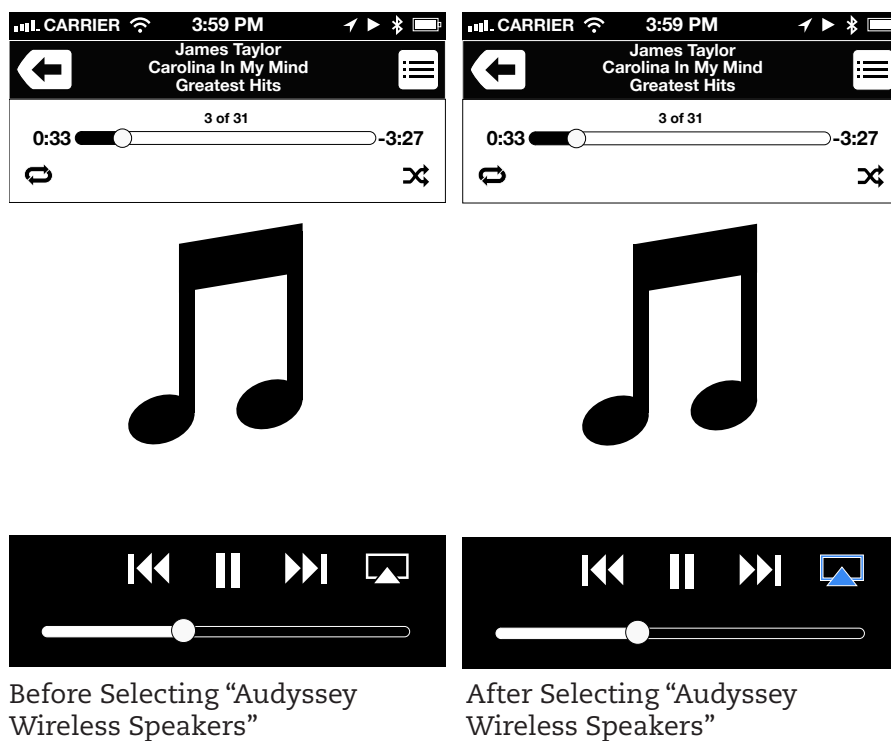 CARRIER 3:59 PM
James Taylor
Carolina In My Mind
Greatest Hits
3 of 31
0:33 -3:27
Before Selecting “Audyssey
Wireless Speakers”
CARRIER 3:59 PM
James Taylor
Carolina In My Mind
Greatest Hits
3 of 31
0:33 -3:27
After Selecting “Audyssey
Wireless Speakers”